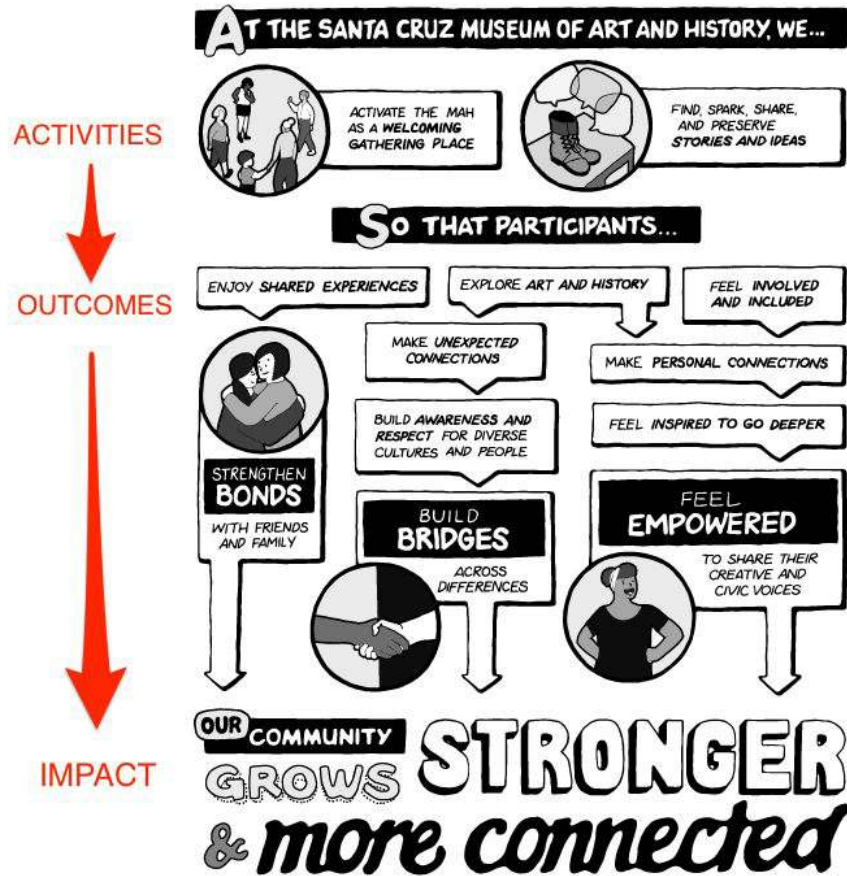 AT THE SANTA CRUZ MUSEUM OF ART AND HISTORY, WE...
ACTIVITIES
ACTIVATE THE MAH
AS A WELCOMING
GATHERING PLACE
FIND, SPARK, SHARE,
AND PRESERVE
STORIES AND IDEAS
SO THAT PARTICIPANTS...
OUTCOMES
ENJOY SHARED EXPERIENCES
EXPLORE ART AND HISTORY
FEEL INVOLVED
AND INCLUDED
MAKE UNEXPECTED
CONNECTIONS
MAKE PERSONAL CONNECTIONS
BUILD AWARENESS AND
RESPECT FOR DIVERSE
CULTURES AND PEOPLE
FEEL INSPIRED TO GO DEEPER
STRENGTHEN
BONDS
WITH FRIENDS
AND FAMILY
BUILD
BRIDGES
ACROSS
DIFFERENCES
FEEL
EMPOWERED
TO SHARE THEIR
CREATIVE AND
CIVIC VOICES
IMPACT
OUR COMMUNITY
GROWS STRONGER
& more connected